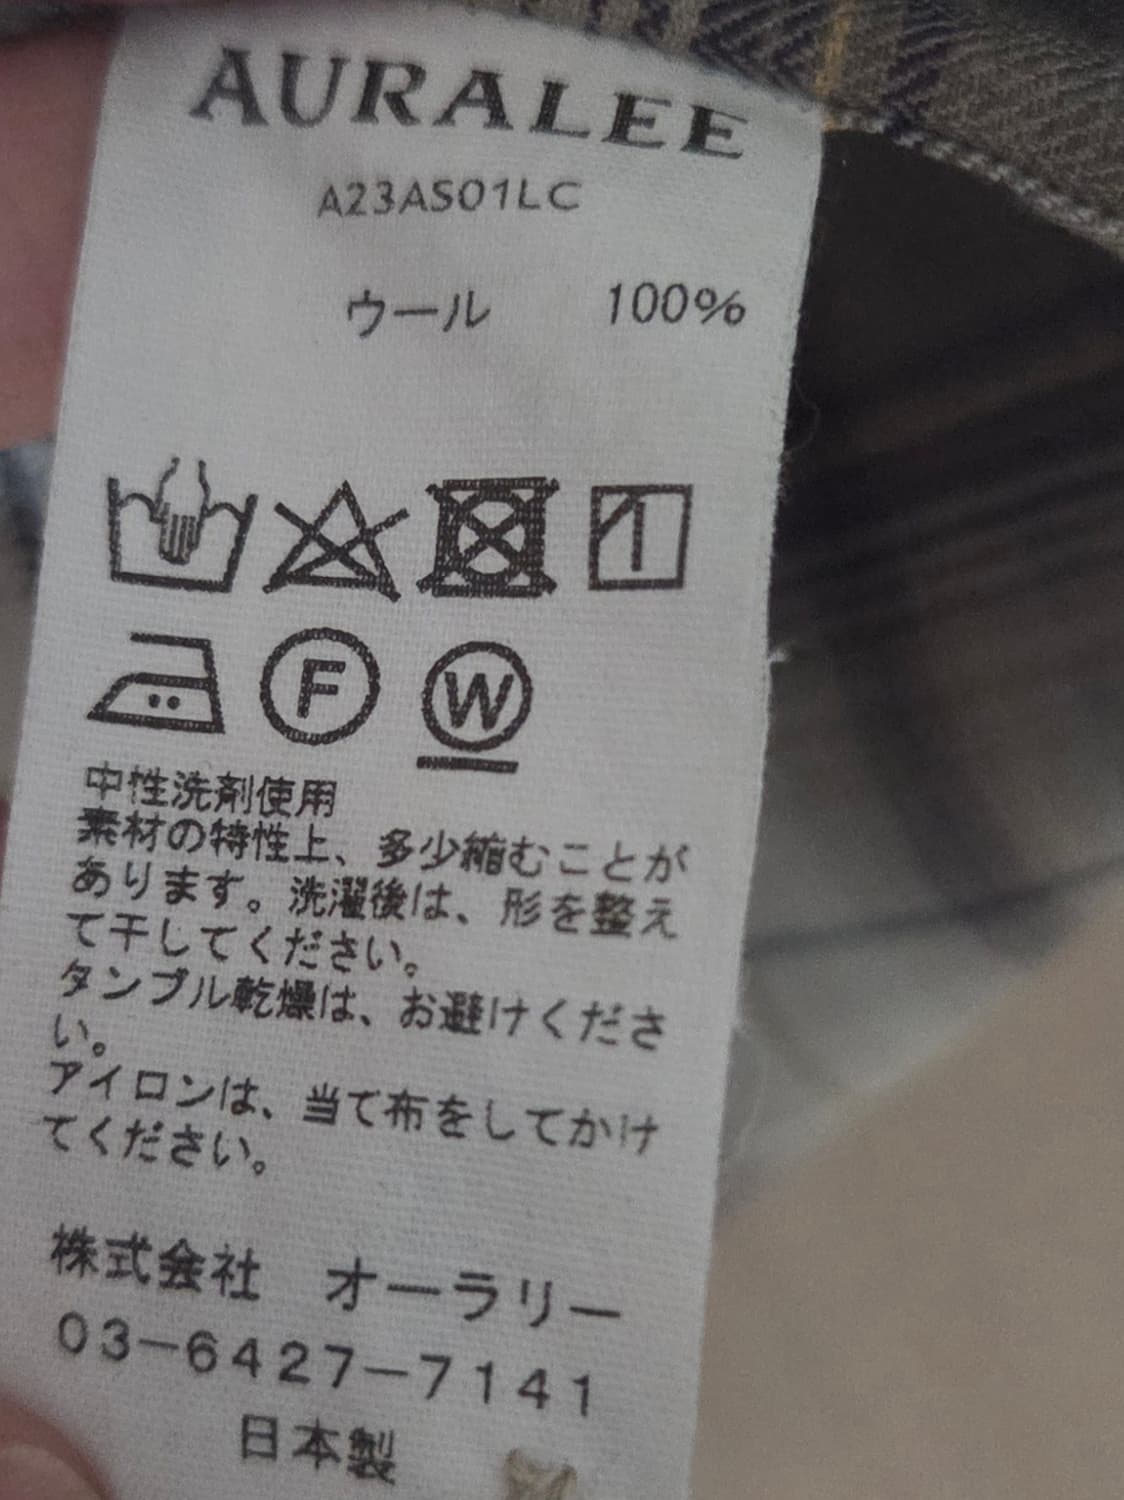 AURALEE
A23AS01LC
ウール 100%
F
W
中性洗剤使用
素材の特性上、多少縮むことが
あります。洗濯後は、形を整え
て干してください。
タンブル乾燥は、お避けくださ
い。
アイロンは、当て布をしてかけ
てください。
株式会社 オーラリー
03-6427-7141
日本製